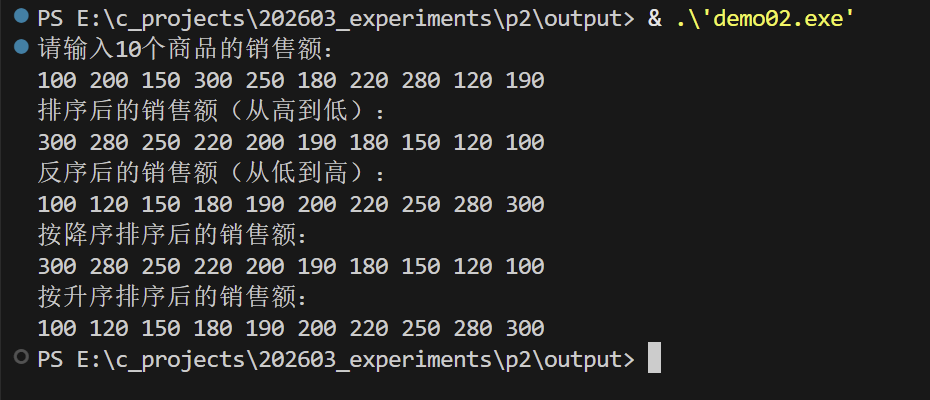 PS E:\c_projects\202603_experiments\p2\output> & .\'demo02.exe'
请输入10个商品的销售额：
100 200 150 300 250 180 220 280 120 190
排序后的销售额（从高到低）：
300 280 250 220 200 190 180 150 120 100
反序后的销售额（从低到高）：
100 120 150 180 190 200 220 250 280 300
按降序排序后的销售额：
300 280 250 220 200 190 180 150 120 100
按升序排序后的销售额：
100 120 150 180 190 200 220 250 280 300
PS E:\c_projects\202603_experiments\p2\output>